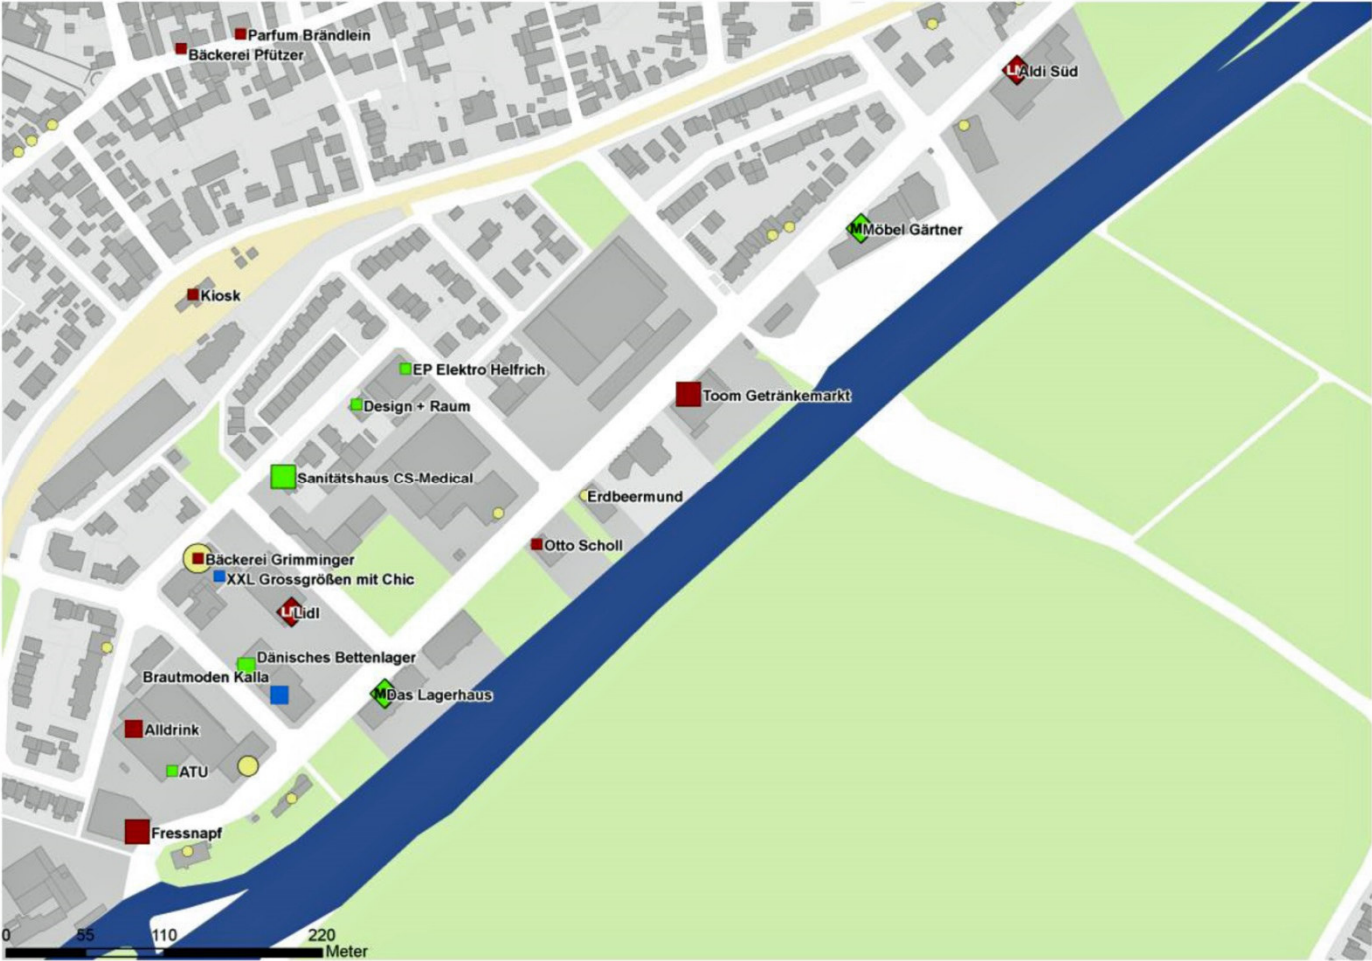 Parfum Brändlein
Bäckerei Pfützer
LM
Aldi Süd
M
Möbel Gärtner
Kiosk
EP Elektro Helfrich
Toom Getränkemarkt
Design + Raum
Sanitätshaus CS-Medical
Erdbeermund
Otto Scholl
Bäckerei Grimminger
XXL Grossgrößen mit Chic
LM
Lidl
Dänisches Bettenlager
Brautmoden Kalla
M
Das Lagerhaus
Alldrink
ATU
Fressnapf
0 55 110 220
Meter